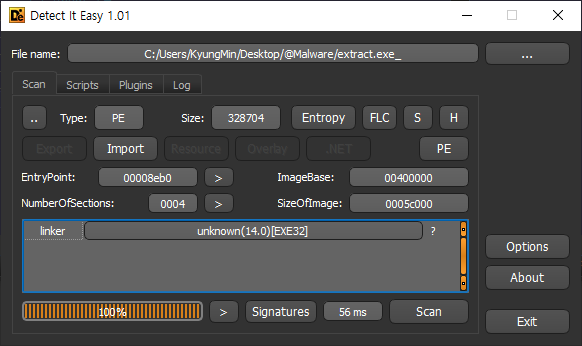 Detect It Easy 1.01
File name: C:/Users/KyungMin/Desktop/@Malware/extract.exe_ ...
Scan Scripts Plugins Log
.. Type: PE Size: 328704 Entropy FLC S H
Export Import Resource Overlay .NET PE
EntryPoint: 00008eb0 > ImageBase: 00400000
NumberOfSections: 0004 > SizeOfImage: 0005c000
linker unknown(14.0)[EXE32] ?
Options
About
100% > Signatures 56 ms Scan
Exit